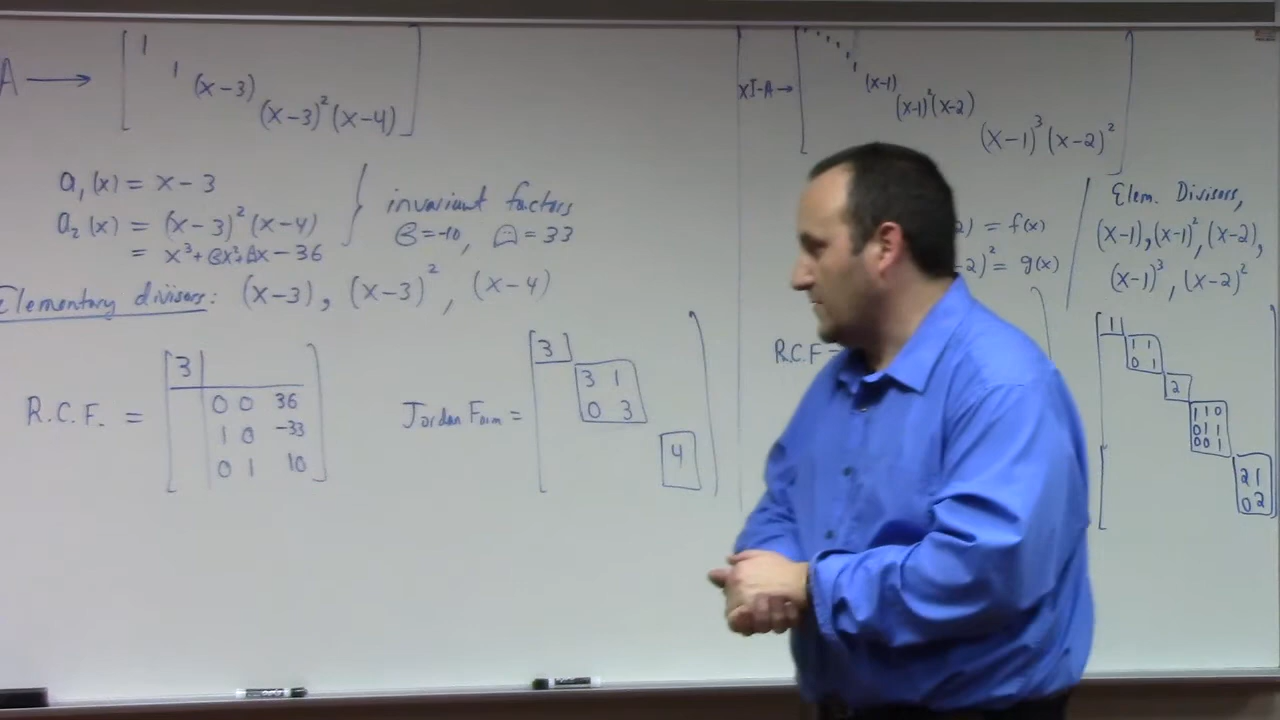 A → [ 1
1
(x-3)
(x-3)²(x-4) ]
a₁(x) = x-3
a₂(x) = (x-3)²(x-4)
= x³+ x²+ x-36
} invariant factors
=-10, =33
Elementary divisors: (x-3), (x-3)², (x-4)
R.C.F. = [ 3
0 0 36
1 0 -33
0 1 10 ]
Jordan Form = [ 3
3 1
0 3
4 ]
xI-A→ [
(x-1)
(x-1)²(x-2)
(x-1)³(x-2)² ]
2) = f(x)
-2)² = g(x)
R.C.F =
Elem. Divisors,
(x-1), (x-1)², (x-2),
(x-1)³, (x-2)²
[ 1
1 1
0 1
2
1 1 0
0 1 1
0 0 1
2 1
0 2